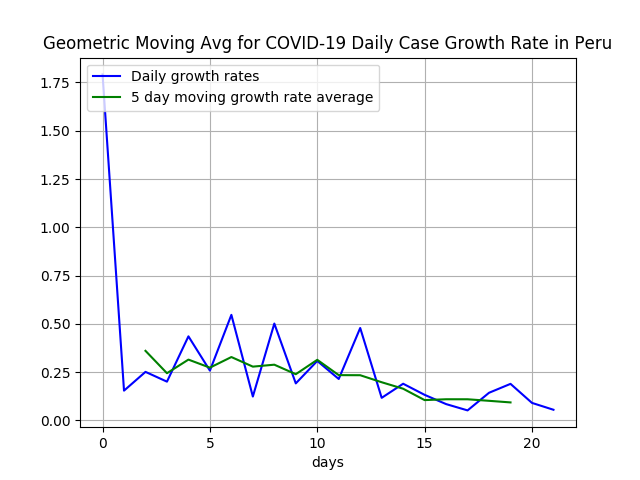 Geometric Moving Avg for COVID-19 Daily Case Growth Rate in Peru
Daily growth rates
5 day moving growth rate average
1.75
1.50
1.25
1.00
0.75
0.50
0.25
0.00
0 5 10 15 20
days